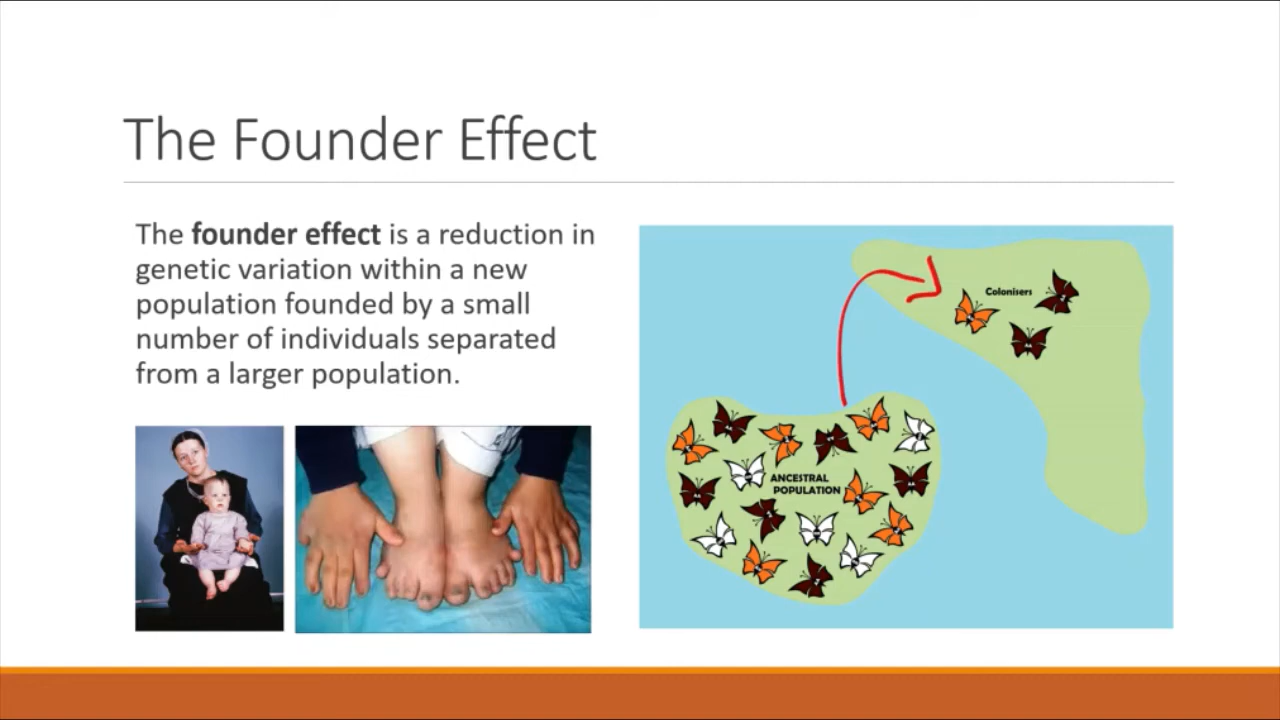 The Founder Effect
The founder effect is a reduction in
genetic variation within a new
population founded by a small
number of individuals separated
from a larger population.
Colonisers
ANCESTRAL
POPULATION